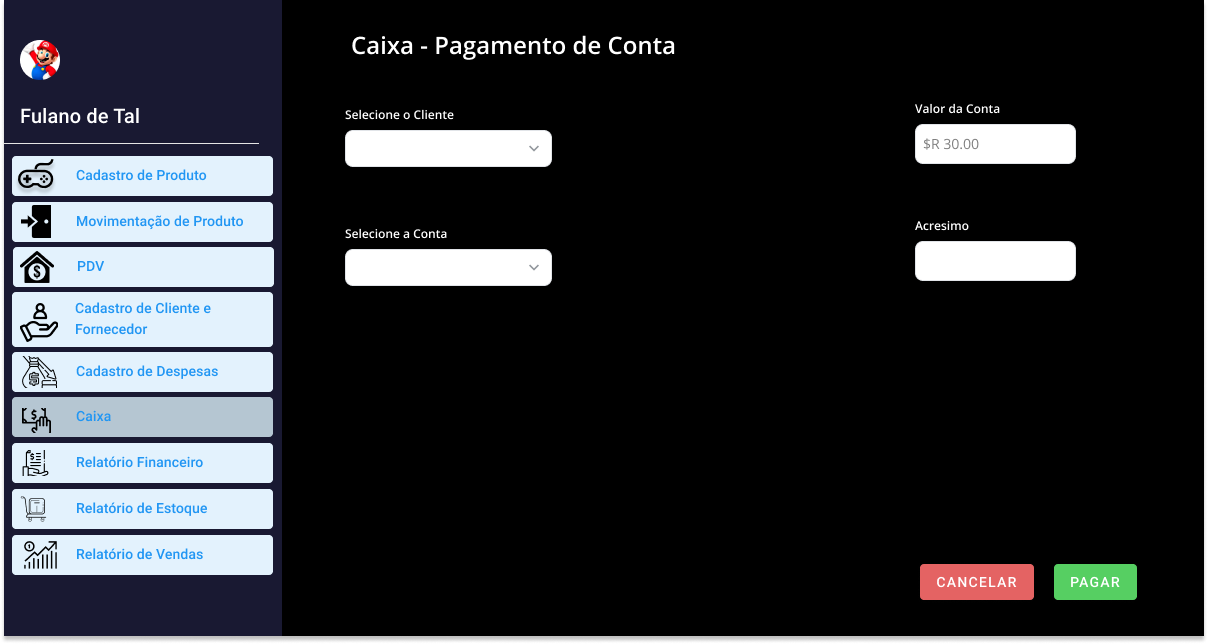 Fulano de Tal
Cadastro de Produto
Movimentação de Produto
PDV
Cadastro de Cliente e
Fornecedor
Cadastro de Despesas
Caixa
Relatório Financeiro
Relatório de Estoque
Relatório de Vendas
Caixa - Pagamento de Conta
Selecione o Cliente
Valor da Conta
$R 30.00
Selecione a Conta
Acresimo
CANCELAR
PAGAR